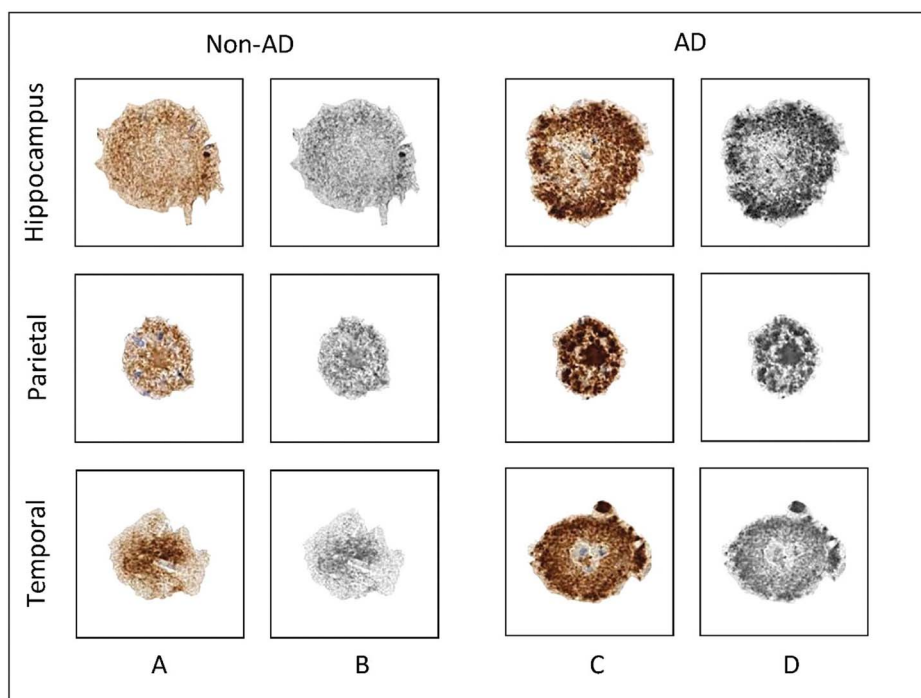 Non-AD AD
Hippocampus
Parietal
Temporal
A B C D